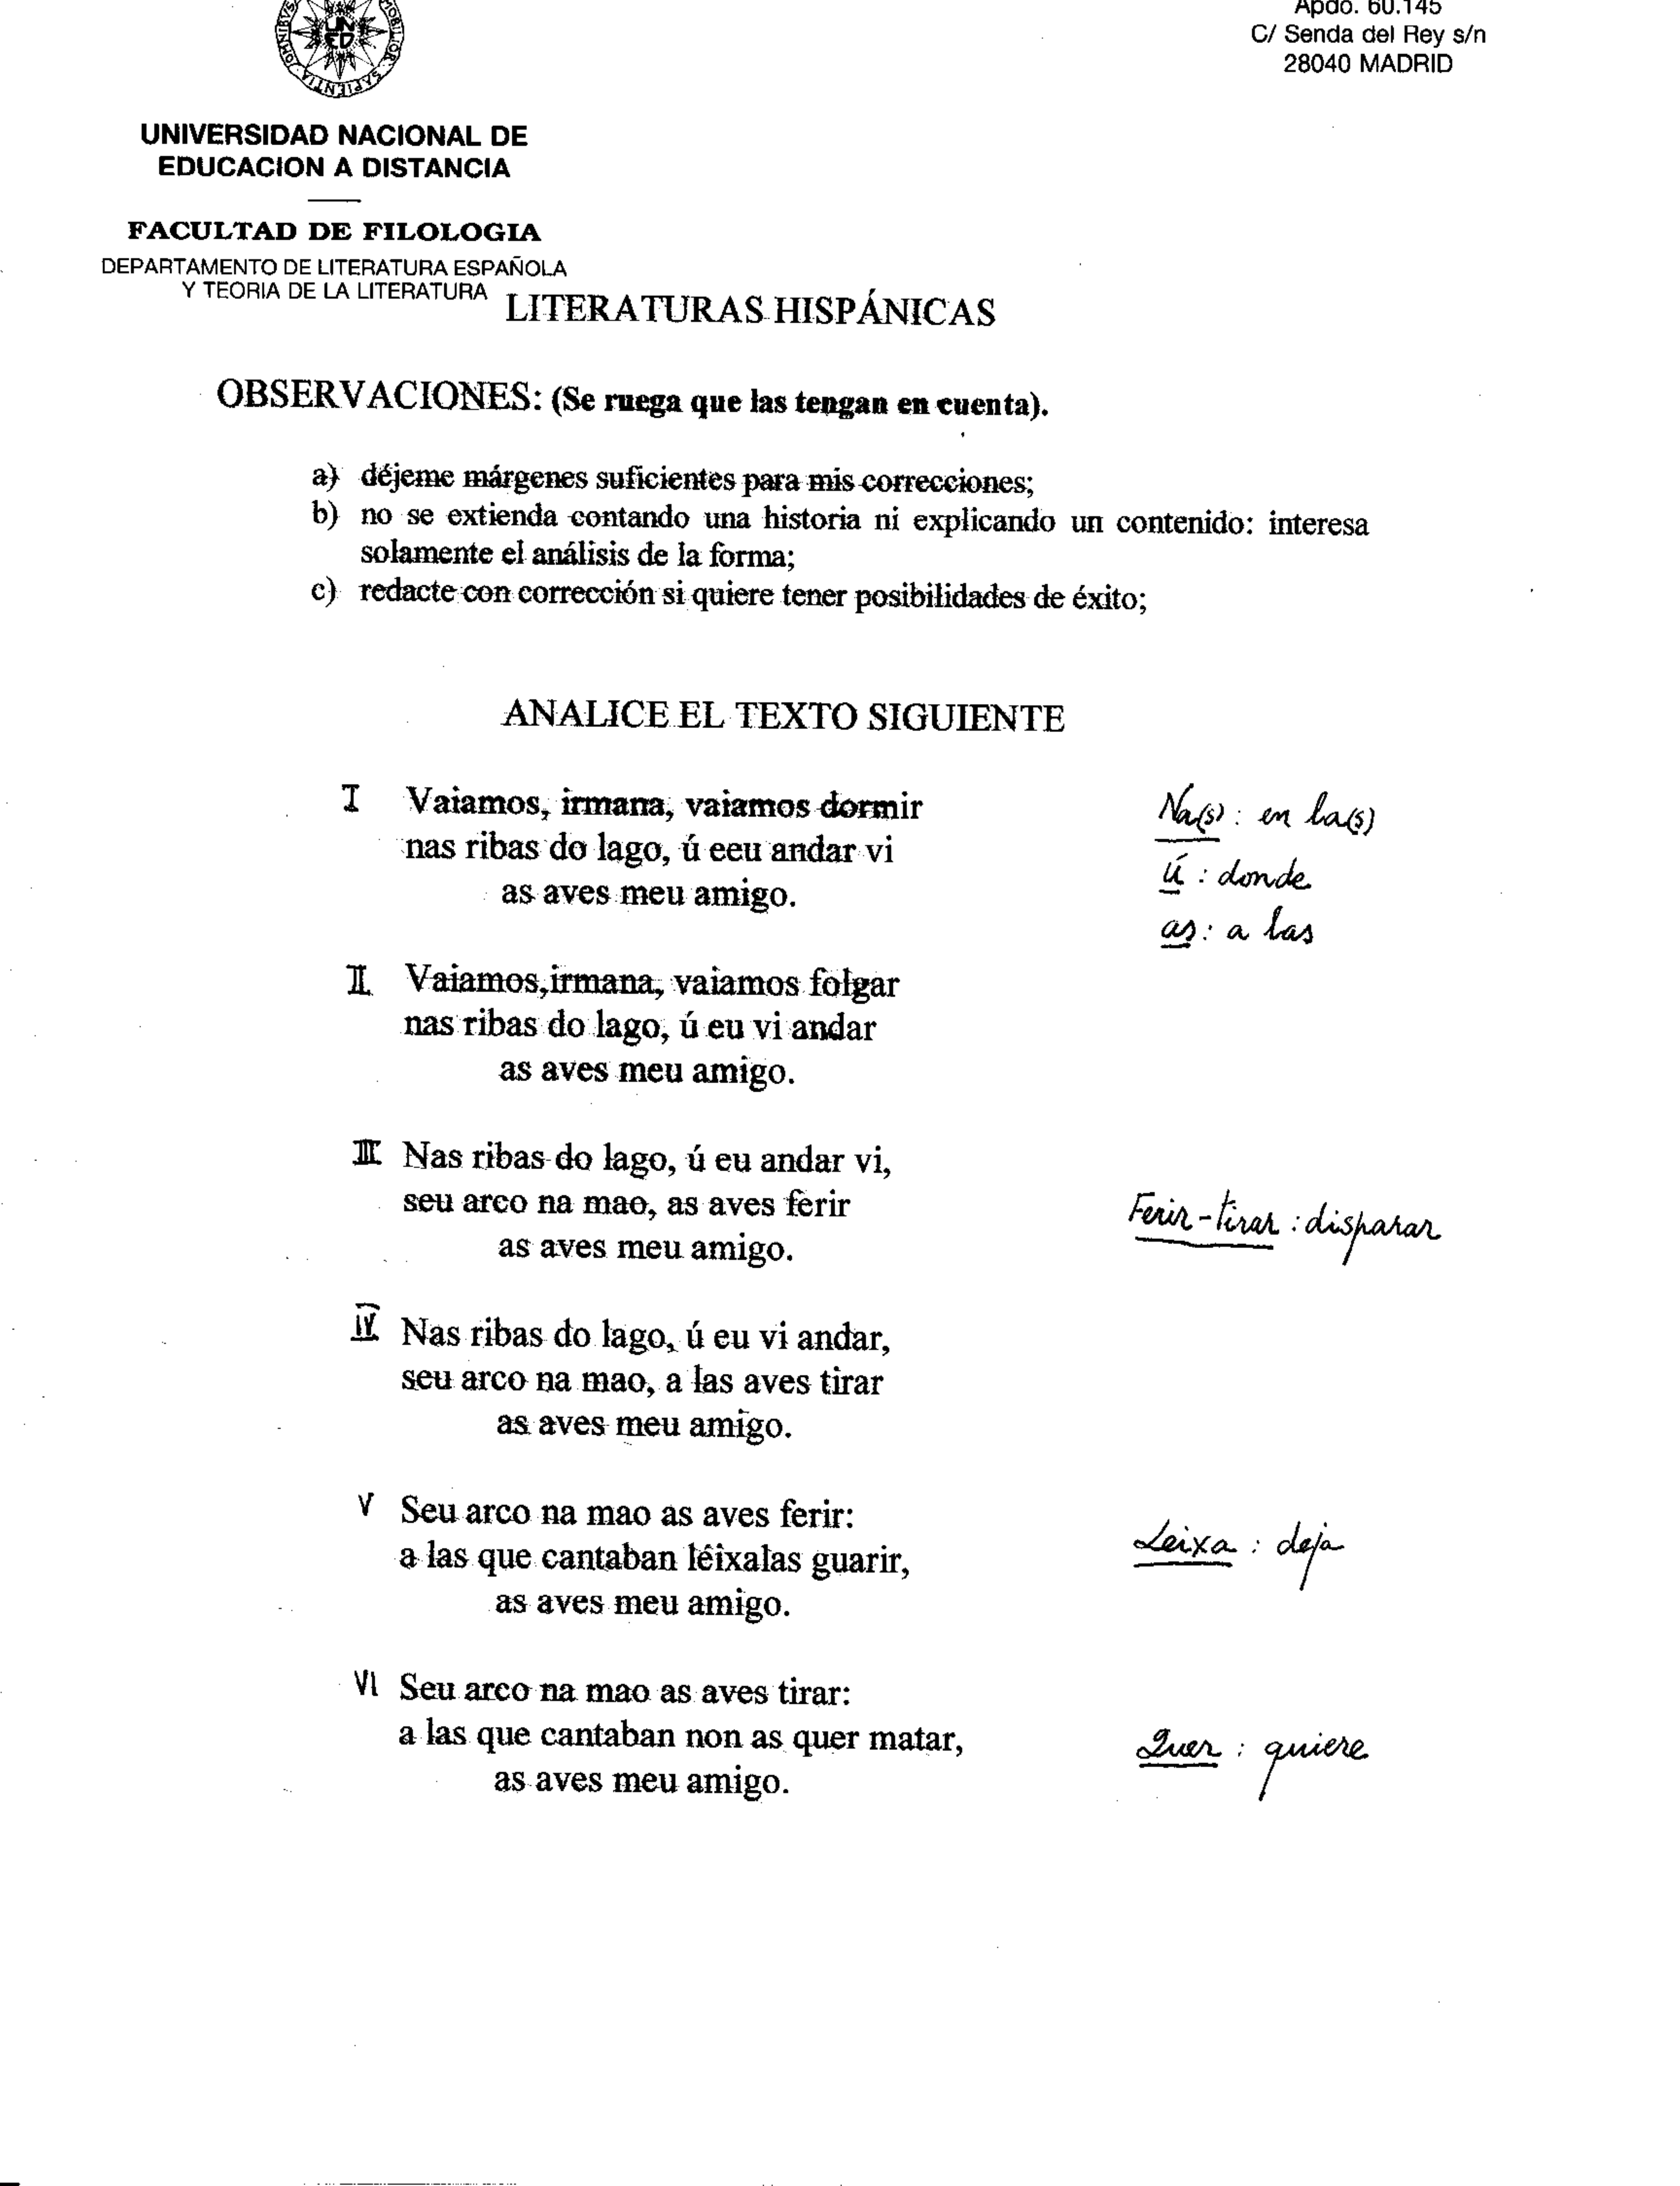 OMNIBVS MOBILIOR SAPIENTIA
UNED
Apdo. 60.145
C/ Senda del Rey s/n
28040 MADRID
UNIVERSIDAD NACIONAL DE
EDUCACION A DISTANCIA
FACULTAD DE FILOLOGIA
DEPARTAMENTO DE LITERATURA ESPAÑOLA
Y TEORIA DE LA LITERATURA
LITERATURAS HISPÁNICAS
OBSERVACIONES: (Se ruega que las tengan en cuenta).
a) déjeme márgenes suficientes para mis correcciones;
b) no se extienda contando una historia ni explicando un contenido: interesa
solamente el análisis de la forma;
c) redacte con corrección si quiere tener posibilidades de éxito;
ANALICE EL TEXTO SIGUIENTE
I Vaiamos, irmana, vaiamos dormir
nas ribas do lago, ú eeu andar vi
as aves meu amigo.
Na(s): en la(s)
Ú: donde
as: a las
II Vaiamos,irmana, vaiamos folgar
nas ribas do lago, ú eu vi andar
as aves meu amigo.
III Nas ribas do lago, ú eu andar vi,
seu arco na mao, as aves ferir
as aves meu amigo.
Ferir-tirar: disparar
IV Nas ribas do lago, ú eu vi andar,
seu arco na mao, a las aves tirar
as aves meu amigo.
V Seu arco na mao as aves ferir:
a las que cantaban léixalas guarir,
as aves meu amigo.
Leixa: deja
VI Seu arco na mao as aves tirar:
a las que cantaban non as quer matar,
as aves meu amigo.
Quer: quiere